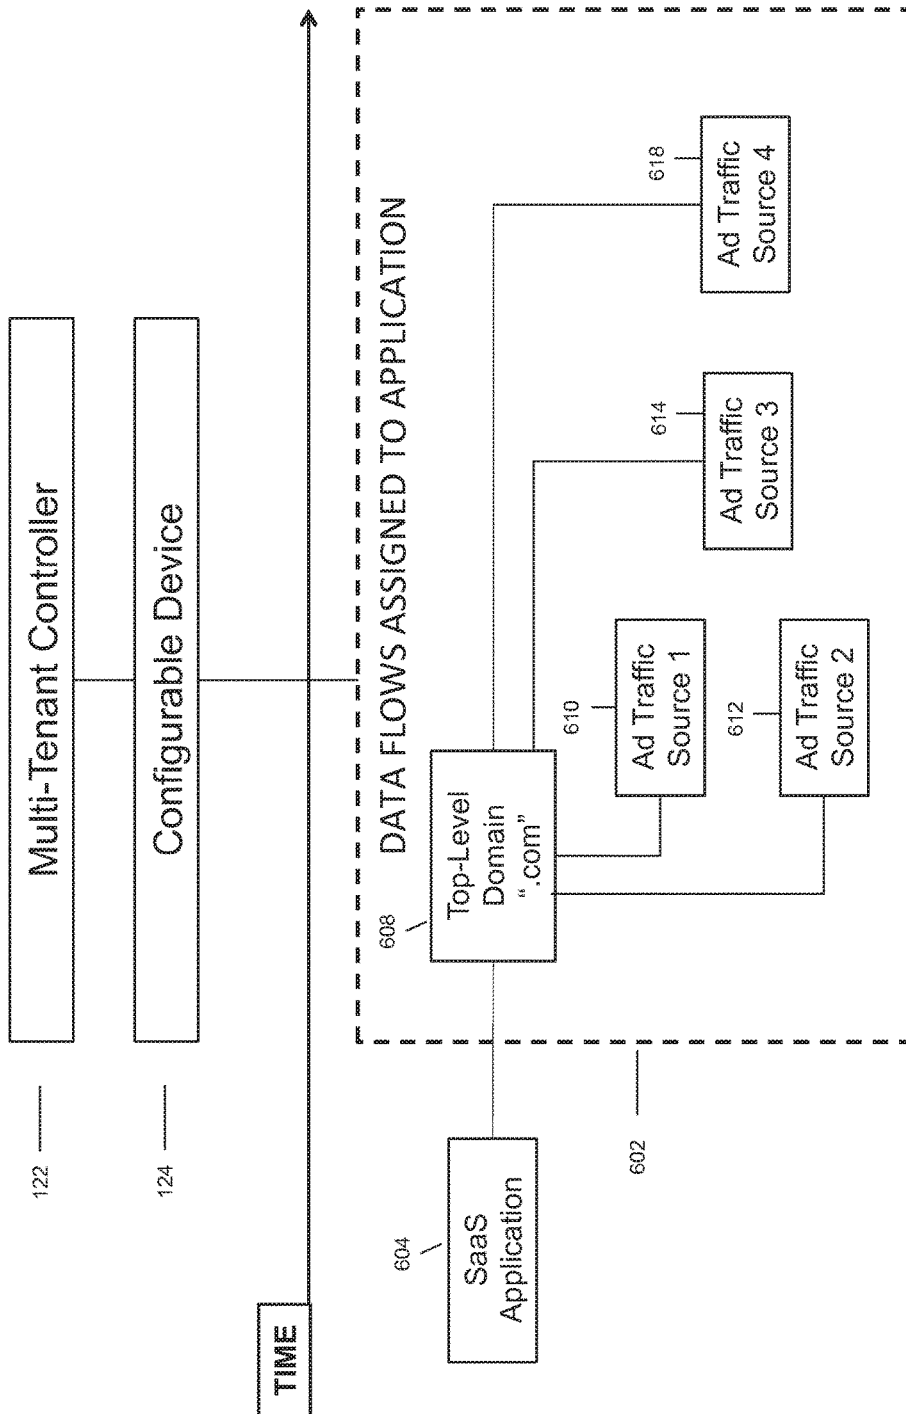 122
Multi-Tenant Controller
124
Configurable Device
TIME
DATA FLOWS ASSIGNED TO APPLICATION
604
SaaS
Application
608
Top-Level
Domain
“.com”
610
Ad Traffic
Source 1
612
Ad Traffic
Source 2
614
Ad Traffic
Source 3
618
Ad Traffic
Source 4
602